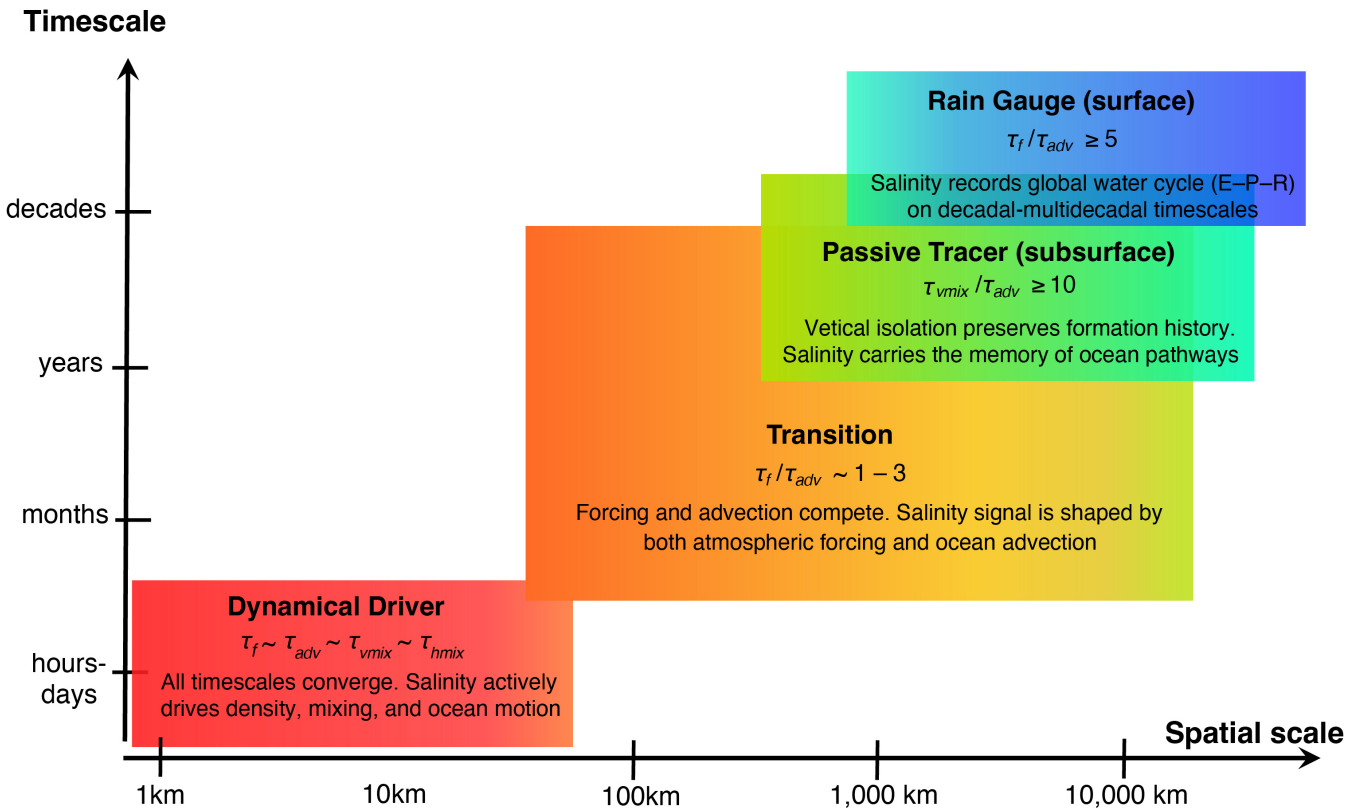 Timescale
Rain Gauge (surface)
τf /τadv ≥ 5
Salinity records global water cycle (E–P–R)
on decadal-multidecadal timescales
decades
Passive Tracer (subsurface)
τvmix /τadv ≥ 10
Vetical isolation preserves formation history.
Salinity carries the memory of ocean pathways
years
Transition
τf /τadv ~ 1 – 3
Forcing and advection compete. Salinity signal is shaped by
both atmospheric forcing and ocean advection
months
Dynamical Driver
τf ~ τadv ~ τvmix ~ τhmix
All timescales converge. Salinity actively
drives density, mixing, and ocean motion
hours-
days
Spatial scale
1km 10km 100km 1,000 km 10,000 km